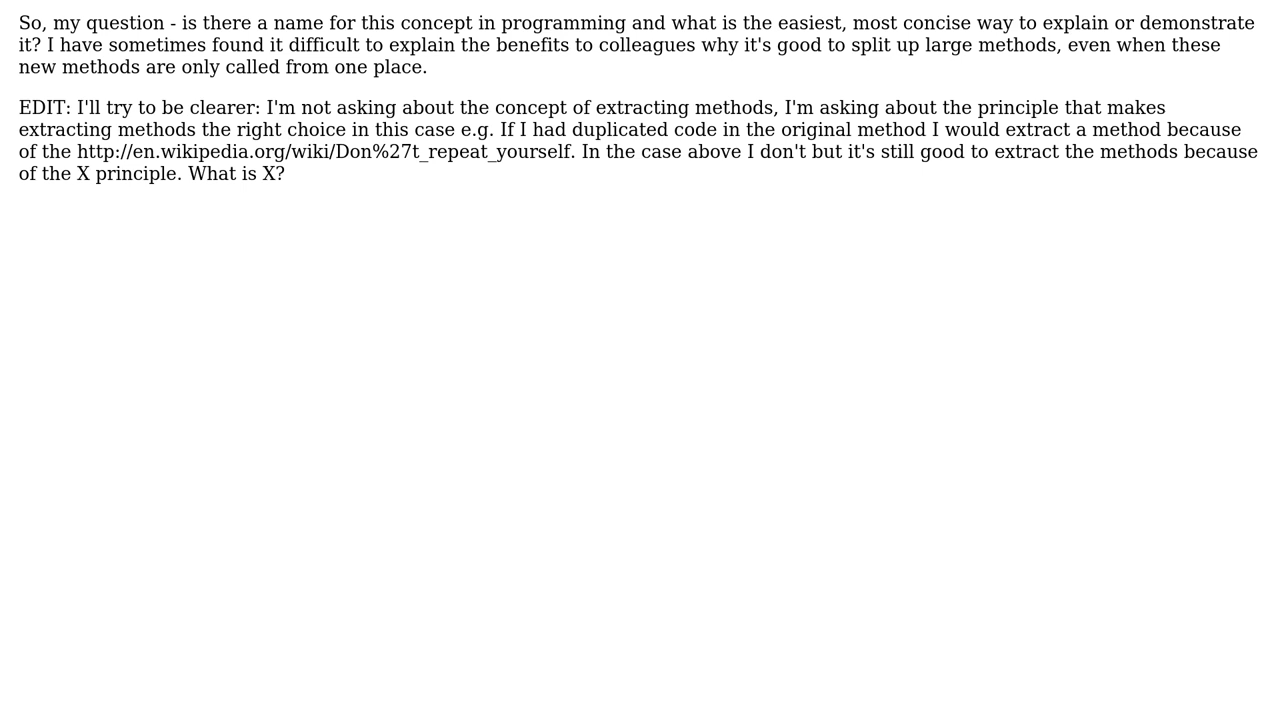 So, my question - is there a name for this concept in programming and what is the easiest, most concise way to explain or demonstrate
it? I have sometimes found it difficult to explain the benefits to colleagues why it's good to split up large methods, even when these
new methods are only called from one place.
EDIT: I'll try to be clearer: I'm not asking about the concept of extracting methods, I'm asking about the principle that makes
extracting methods the right choice in this case e.g. If I had duplicated code in the original method I would extract a method because
of the http://en.wikipedia.org/wiki/Don%27t_repeat_yourself. In the case above I don't but it's still good to extract the methods because
of the X principle. What is X?